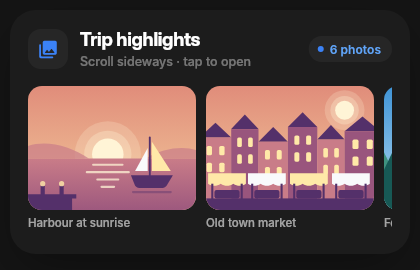 Trip highlights
Scroll sideways · tap to open
6 photos
Harbour at sunrise
Old town market